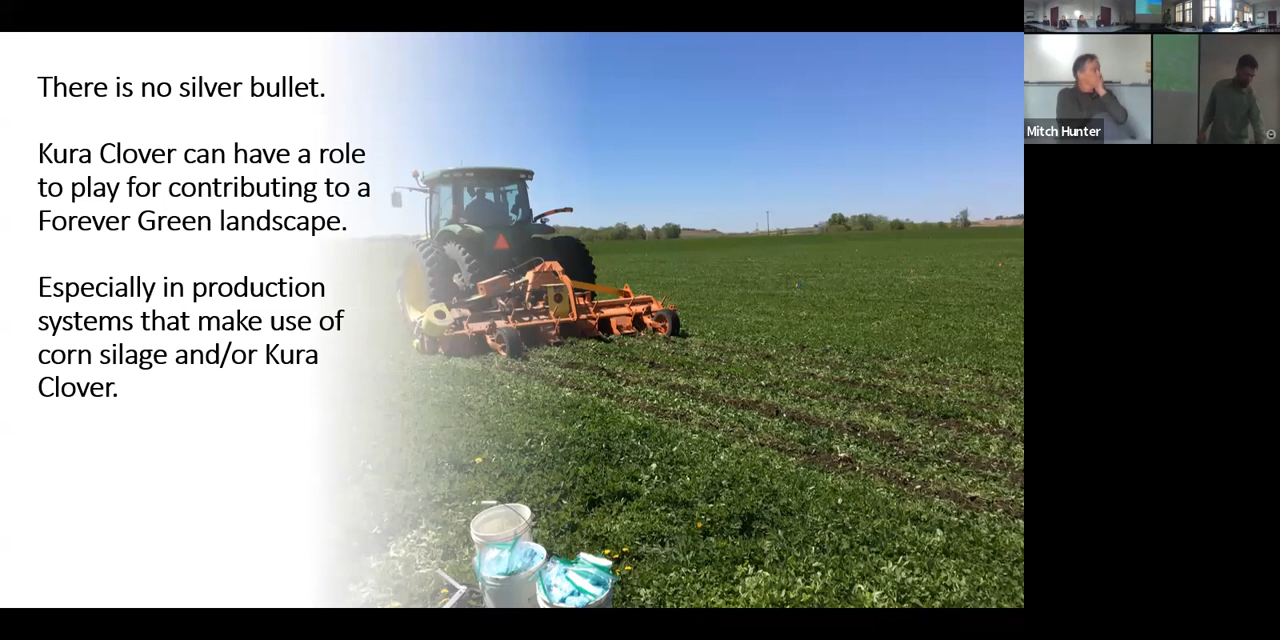 There is no silver bullet.
Kura Clover can have a role
to play for contributing to a
Forever Green landscape.
Especially in production
systems that make use of
corn silage and/or Kura
Clover.
Mitch Hunter